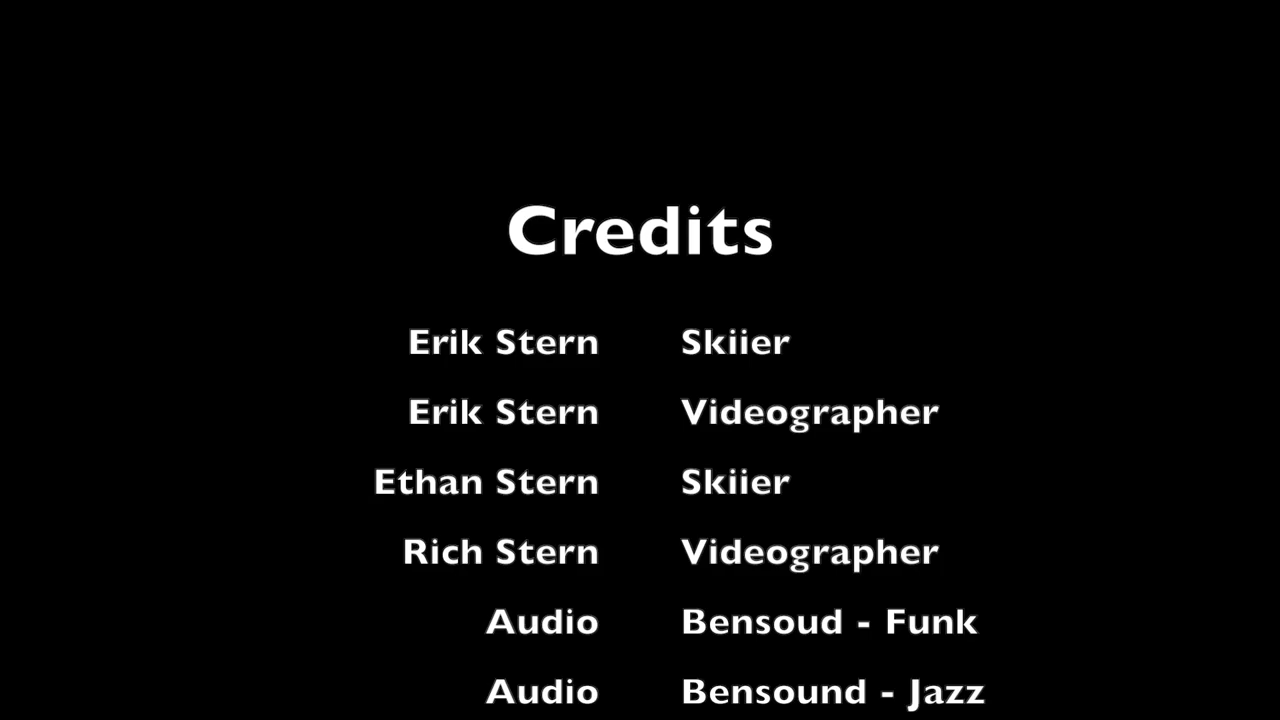 Credits
Erik Stern Skiier
Erik Stern Videographer
Ethan Stern Skiier
Rich Stern Videographer
Audio Bensoud - Funk
Audio Bensound - Jazz